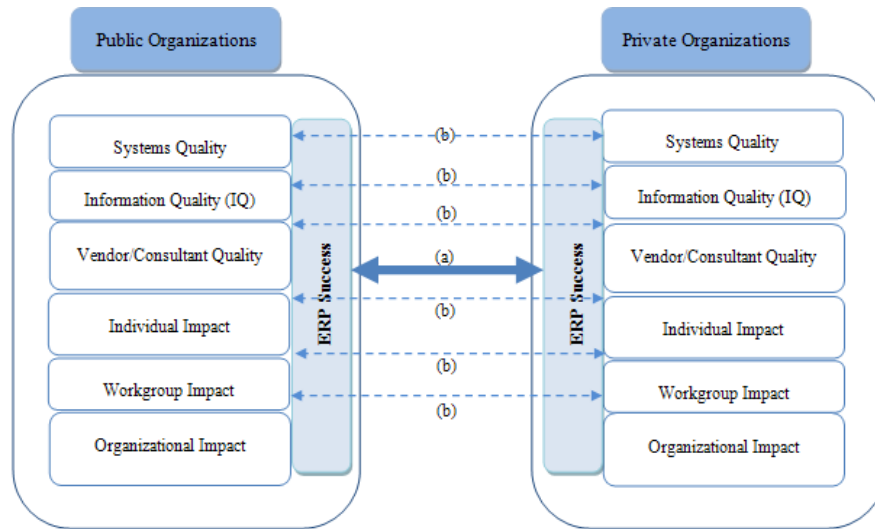 Public Organizations
Private Organizations
Systems Quality
Information Quality (IQ)
Vendor/Consultant Quality
Individual Impact
Workgroup Impact
Organizational Impact
ERP Success
(b)
(b)
(b)
(a)
(b)
(b)
(b)
ERP Success
Systems Quality
Information Quality (IQ)
Vendor/Consultant Quality
Individual Impact
Workgroup Impact
Organizational Impact